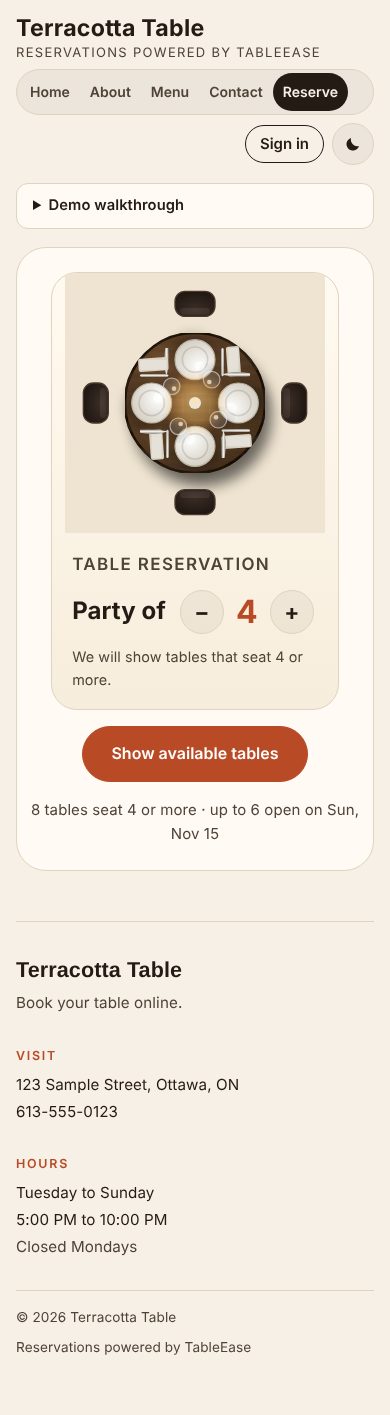 Terracotta Table
RESERVATIONS POWERED BY TABLEEASE
Home About Menu Contact Reserve
Sign in
Demo walkthrough
TABLE RESERVATION
Party of − 4 +
We will show tables that seat 4 or
more.
Show available tables
8 tables seat 4 or more · up to 6 open on Sun,
Nov 15
Terracotta Table
Book your table online.
VISIT
123 Sample Street, Ottawa, ON
613-555-0123
HOURS
Tuesday to Sunday
5:00 PM to 10:00 PM
Closed Mondays
© 2026 Terracotta Table
Reservations powered by TableEase